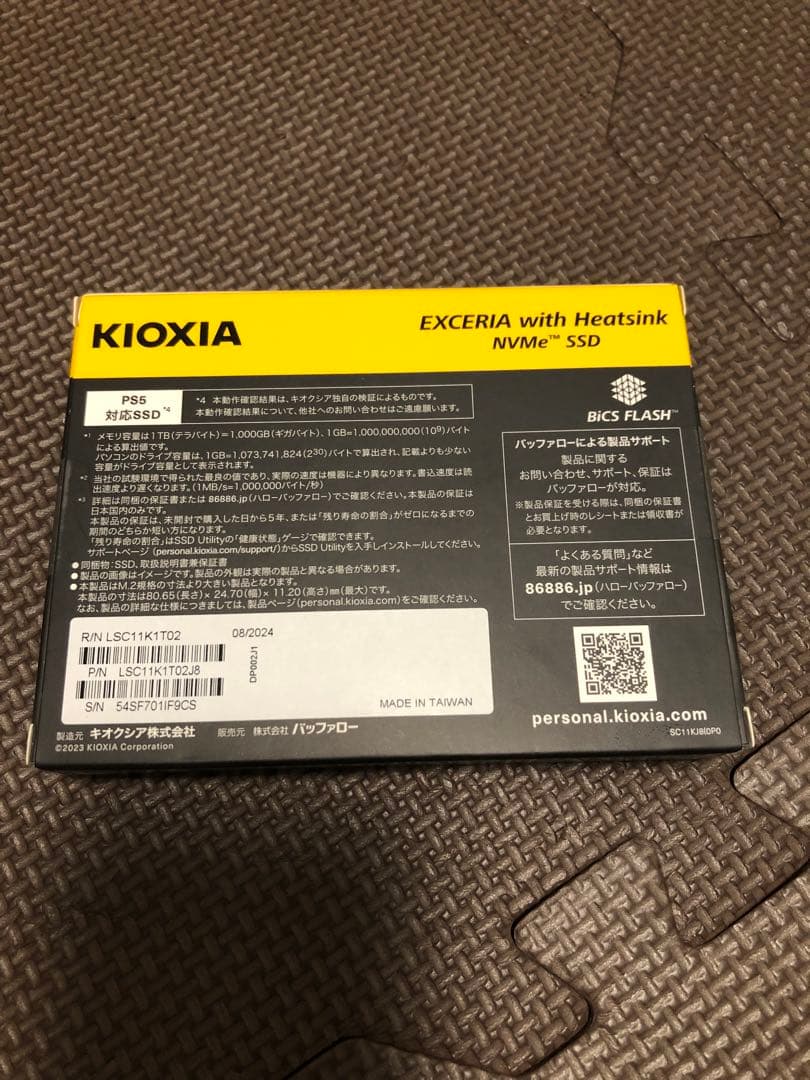 KIOXIA
EXCERIA with Heatsink
NVMe™ SSD
PS5
対応SSD*4
*4 本動作確認結果は、キオクシア独自の検証によるものです。
本動作確認結果について、他社へのお問い合わせはご遠慮願います。
BiCS FLASH™
*1 メモリ容量は1TB(テラバイト)=1,000GB(ギガバイト)、1GB=1,000,000,000(10⁹)バイト
による算出値です。
パソコンのドライブ容量は、1GB=1,073,741,824(2³⁰)バイトで算出され、記載よりも少ない
容量がドライブ容量として表示されます。
*2 当社の試験環境で得られた最良の値であり、実際の速度は機器により異なります。書込速度は読
出速度より遅くなります。(1MB/s=1,000,000バイト/秒)
*3 詳細は同梱の保証書または 86886.jp(ハローバッファロー)でご確認ください。本製品の保証は
日本国内のみです。
本製品の保証は、未開封で購入した日から5年、または「残り寿命の割合」がゼロになるまでの
期間のどちらか短い方になります。
「残り寿命の割合」はSSD Utilityの「健康状態」ゲージで確認できます。
サポートページ (personal.kioxia.com/support/)からSSD Utilityを入手しインストールしてください。
●同梱物:SSD、取扱説明書兼保証書
●製品の画像はイメージです。製品の外観は実際の製品と異なる場合があります。
●本製品はM.2規格の寸法より大きい製品となります。
本製品の寸法は80.65(長さ)× 24.70(幅)× 11.20(高さ)㎜(最大)です。
なお、製品の詳細な仕様につきましては、製品ページ(personal.kioxia.com)をご確認ください。
バッファローによる製品サポート
製品に関する
お問い合わせ、サポート、保証は
バッファローが対応。
※製品保証を受ける際は、同梱の保証書
とお買上げ時のレシートまたは領収書が
必要となります。
「よくある質問」など
最新の製品サポート情報は
86886.jp(ハローバッファロー)
でご確認ください。
R/N LSC11K1T02
08/2024
P/N LSC11K1T02J8
S/N 54SF701IF9CS
DP002J1
MADE IN TAIWAN
製造元 キオクシア株式会社 販売元 株式会社 バッファロー
©2023 KIOXIA Corporation
personal.kioxia.com
SC11KJ8(0P0